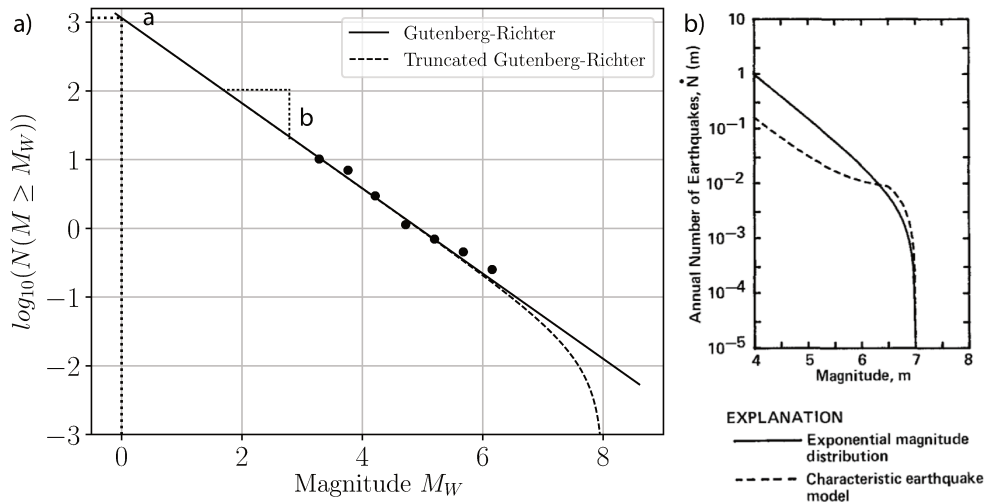 a)
a
b
Gutenberg-Richter
Truncated Gutenberg-Richter
3
2
1
0
−1
−2
−3
log₁₀(N(M ≥ M_W))
0
2
4
6
8
Magnitude M_W
b)
10
1
10⁻¹
10⁻²
10⁻³
10⁻⁴
10⁻⁵
Annual Number of Earthquakes, Ṅ (m)
4
5
6
7
8
Magnitude, m
EXPLANATION
Exponential magnitude
distribution
Characteristic earthquake
model